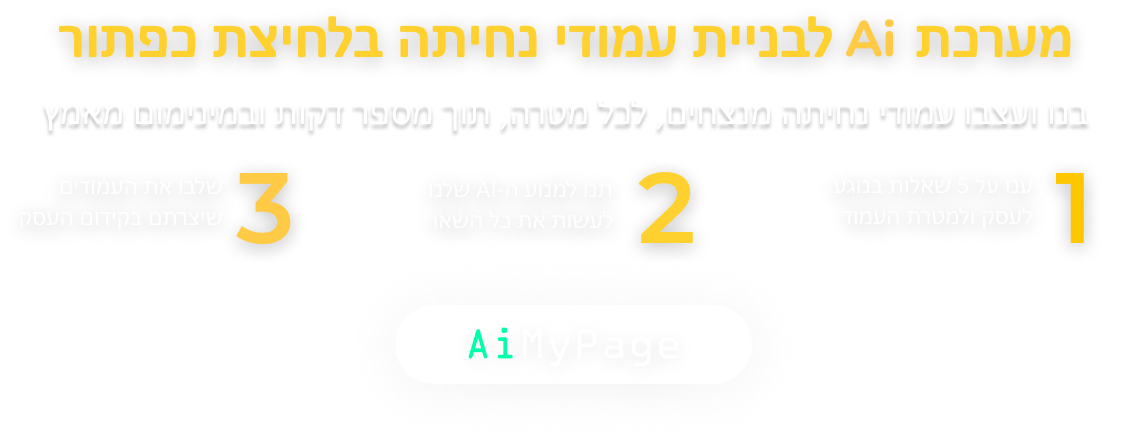 מערכת Ai לבניית עמודי נחיתה בלחיצת כפתור
בנו ועצבו עמודי נחיתה מנצחים, לכל מטרה, תוך מספר דקות ובמינימום מאמץ
1
ענו על 5 שאלות בנוגע
לעסק ולמטרת העמוד
2
תנו למנוע ה-AI שלנו
לעשות את כל השאר
3
שלבו את העמודים
שיצרתם בקידום העסק
AiMyPage